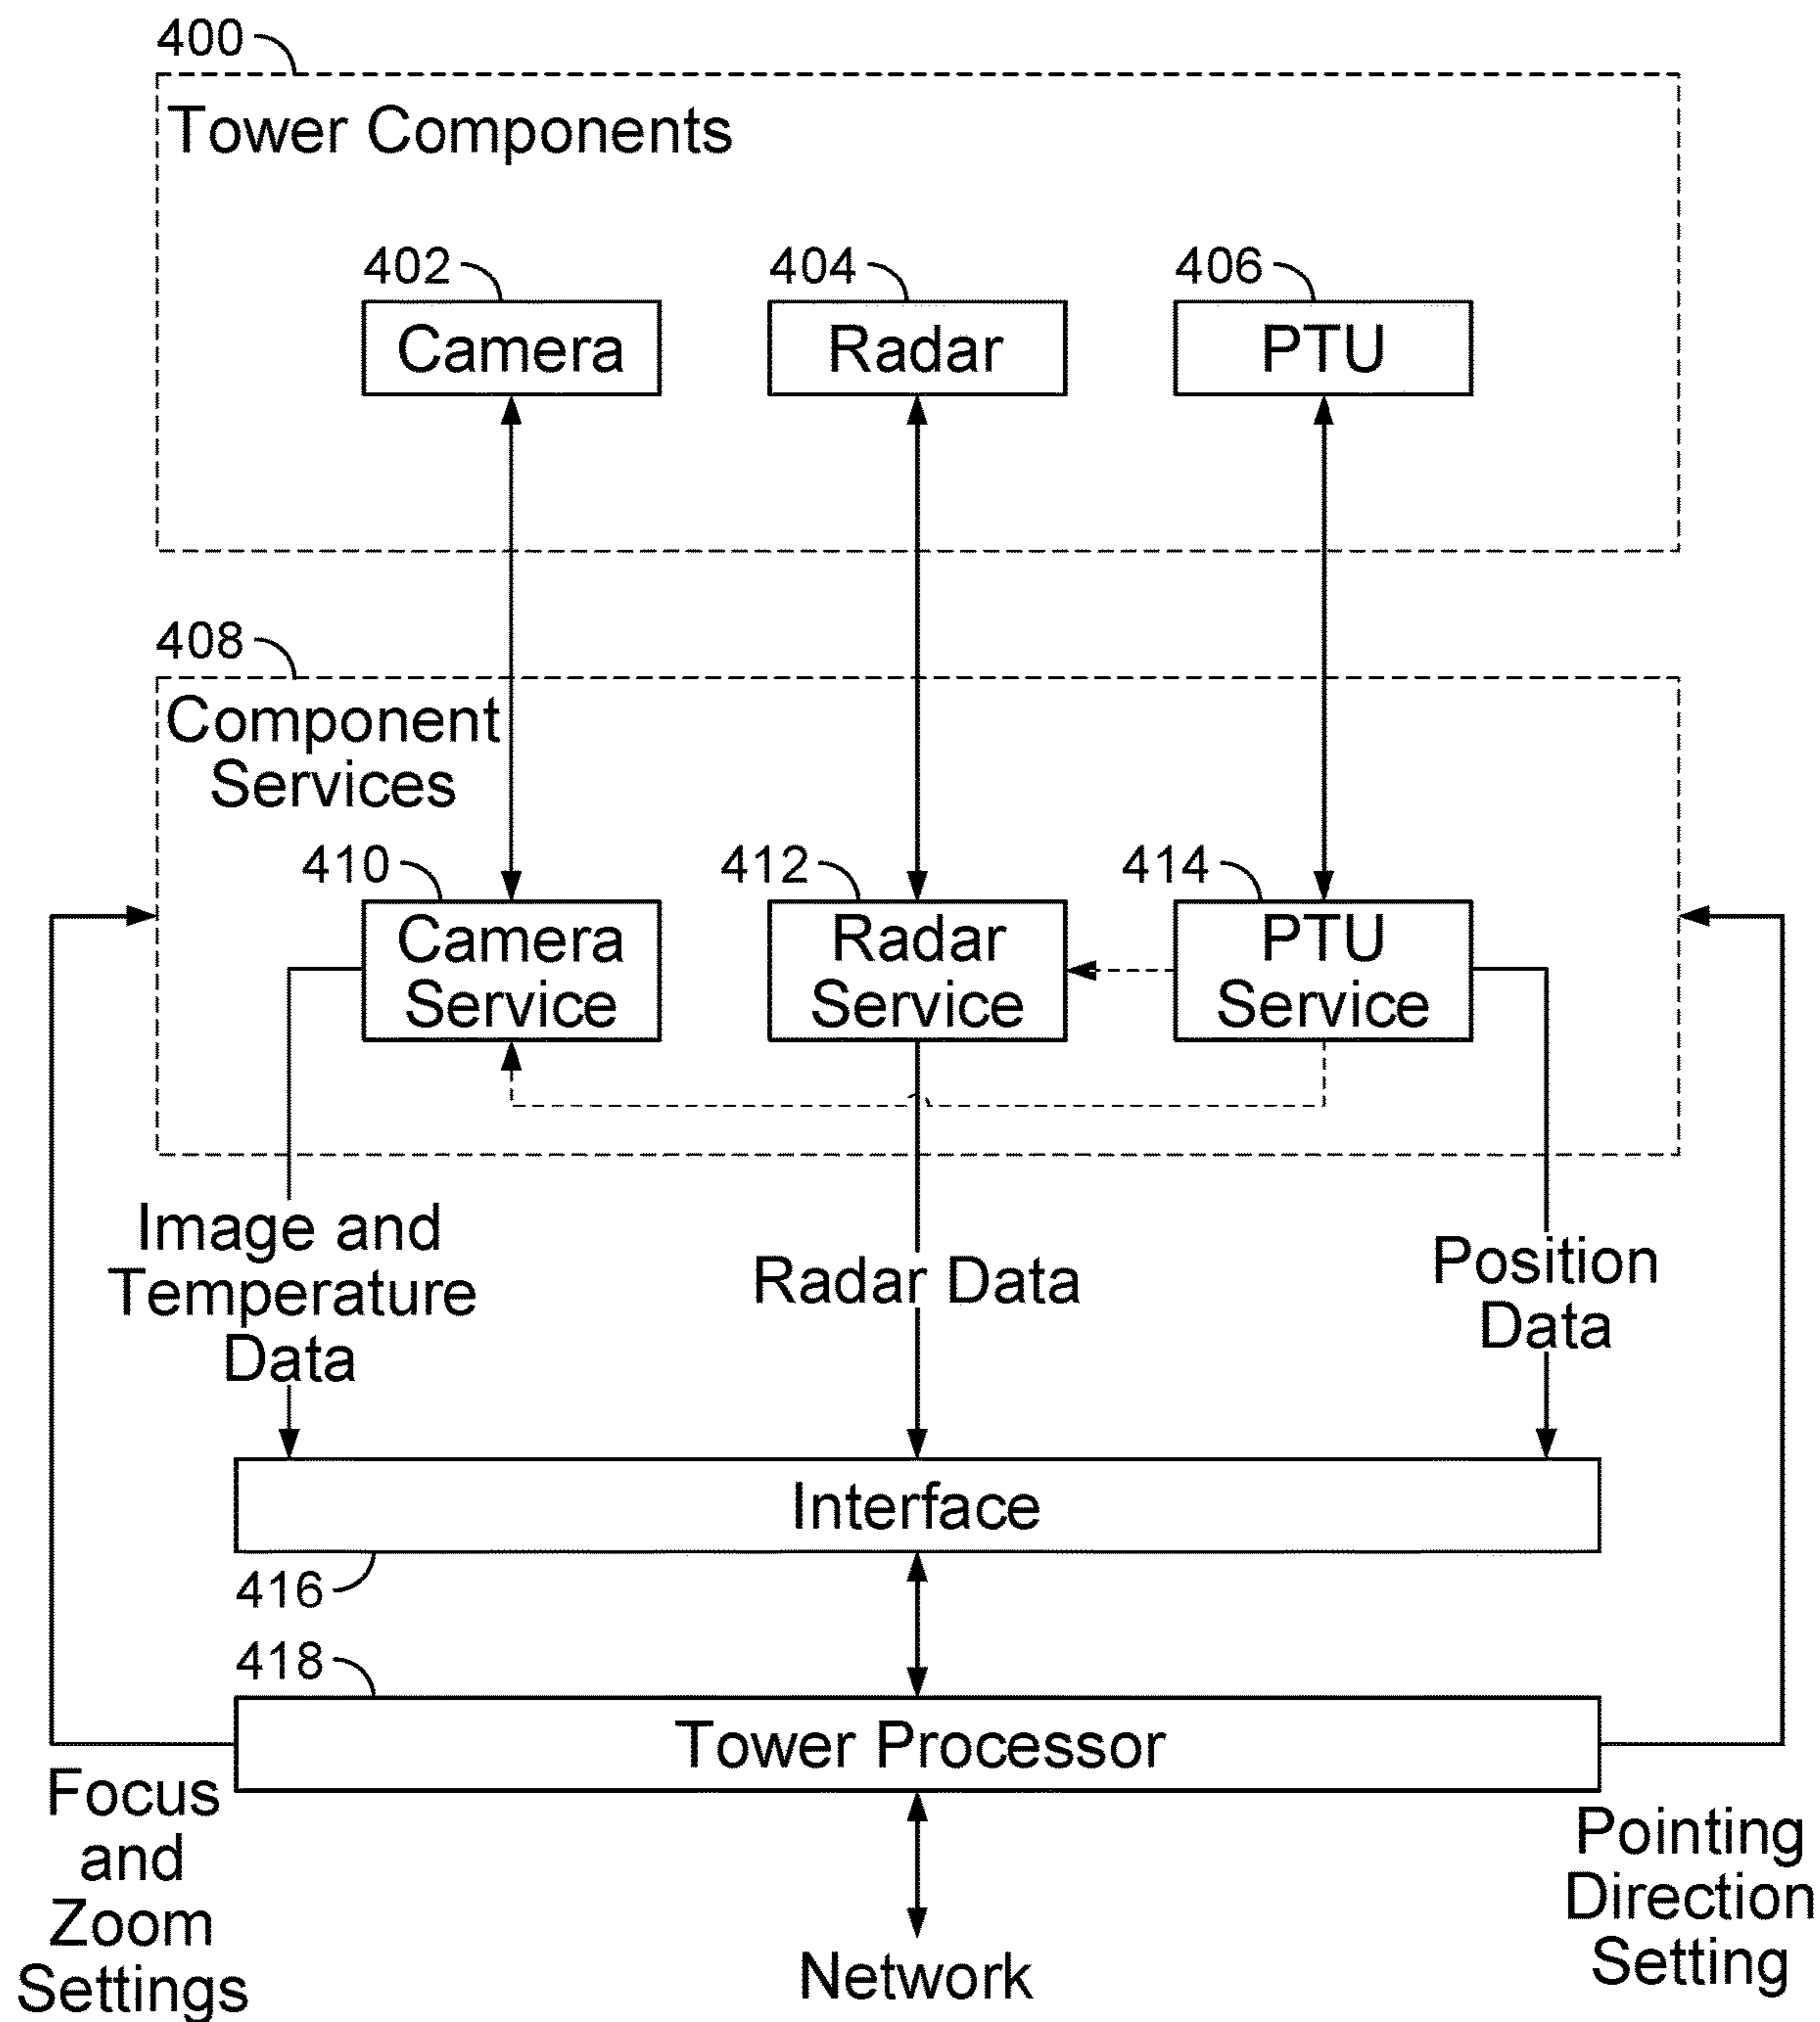 400
Tower Components
402
404
406
Camera
Radar
PTU
408
Component
Services
410
412
414
Camera
Service
Radar
Service
PTU
Service
Image and
Temperature
Data
Radar Data
Position
Data
Interface
416
418
Tower Processor
Focus
and
Zoom
Settings
Pointing
Direction
Setting
Network